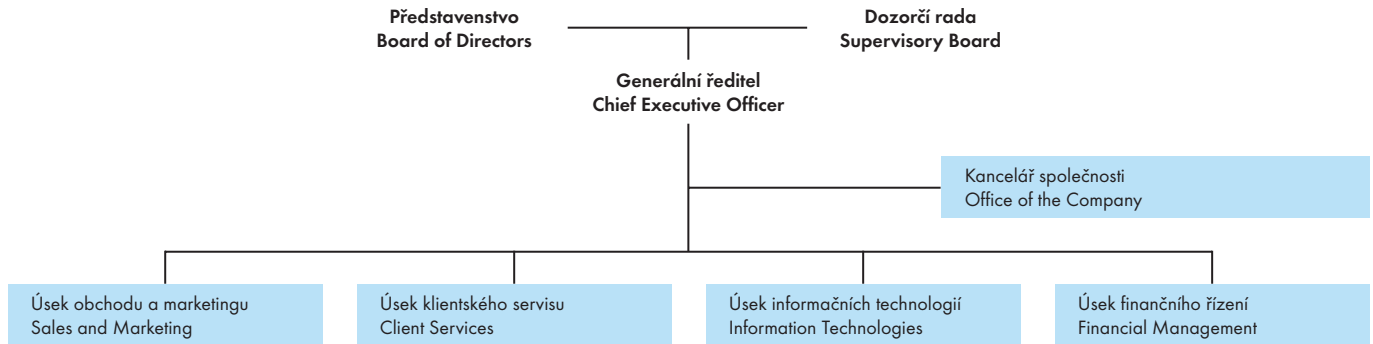 Představenstvo
Board of Directors
Dozorčí rada
Supervisory Board
Generální ředitel
Chief Executive Officer
Kancelář společnosti
Office of the Company
Úsek obchodu a marketingu
Sales and Marketing
Úsek klientského servisu
Client Services
Úsek informačních technologií
Information Technologies
Úsek finančního řízení
Financial Management